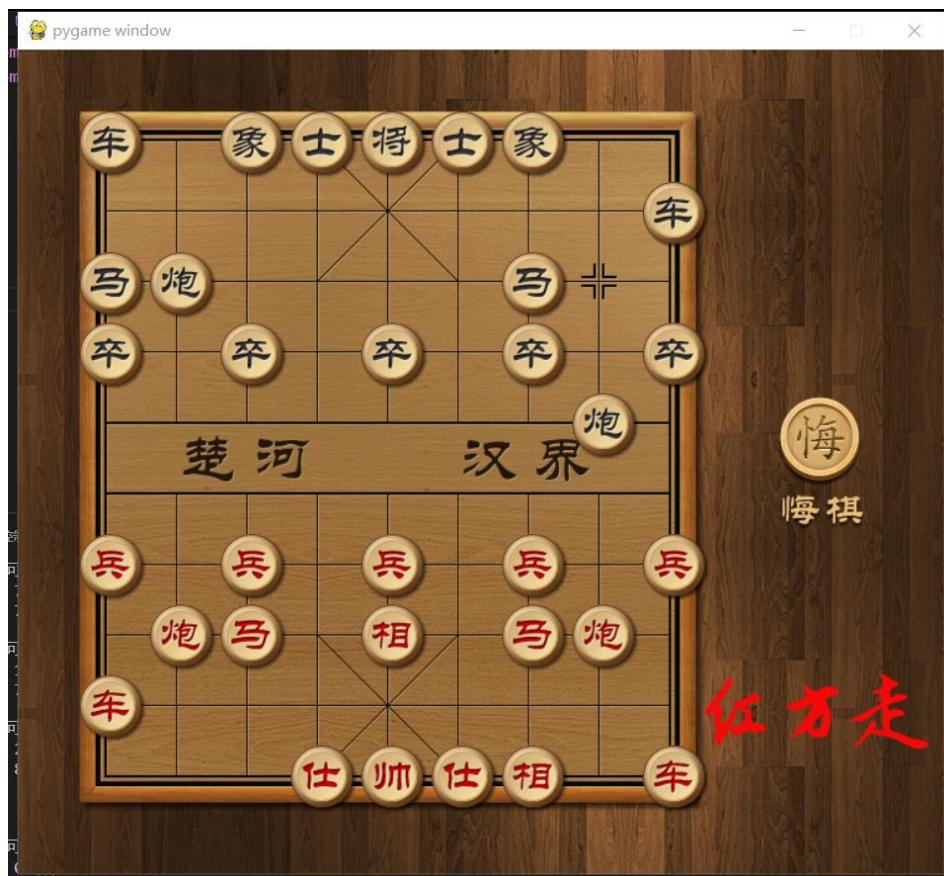 pygame window
车 象 士 将 士 象
车
马 炮 马
卒 卒 卒 卒 卒
炮
楚河 汉界
悔
悔棋
兵 兵 兵 兵 兵
炮 马 相 马 炮
车
红方走
仕 帅 仕 相 车